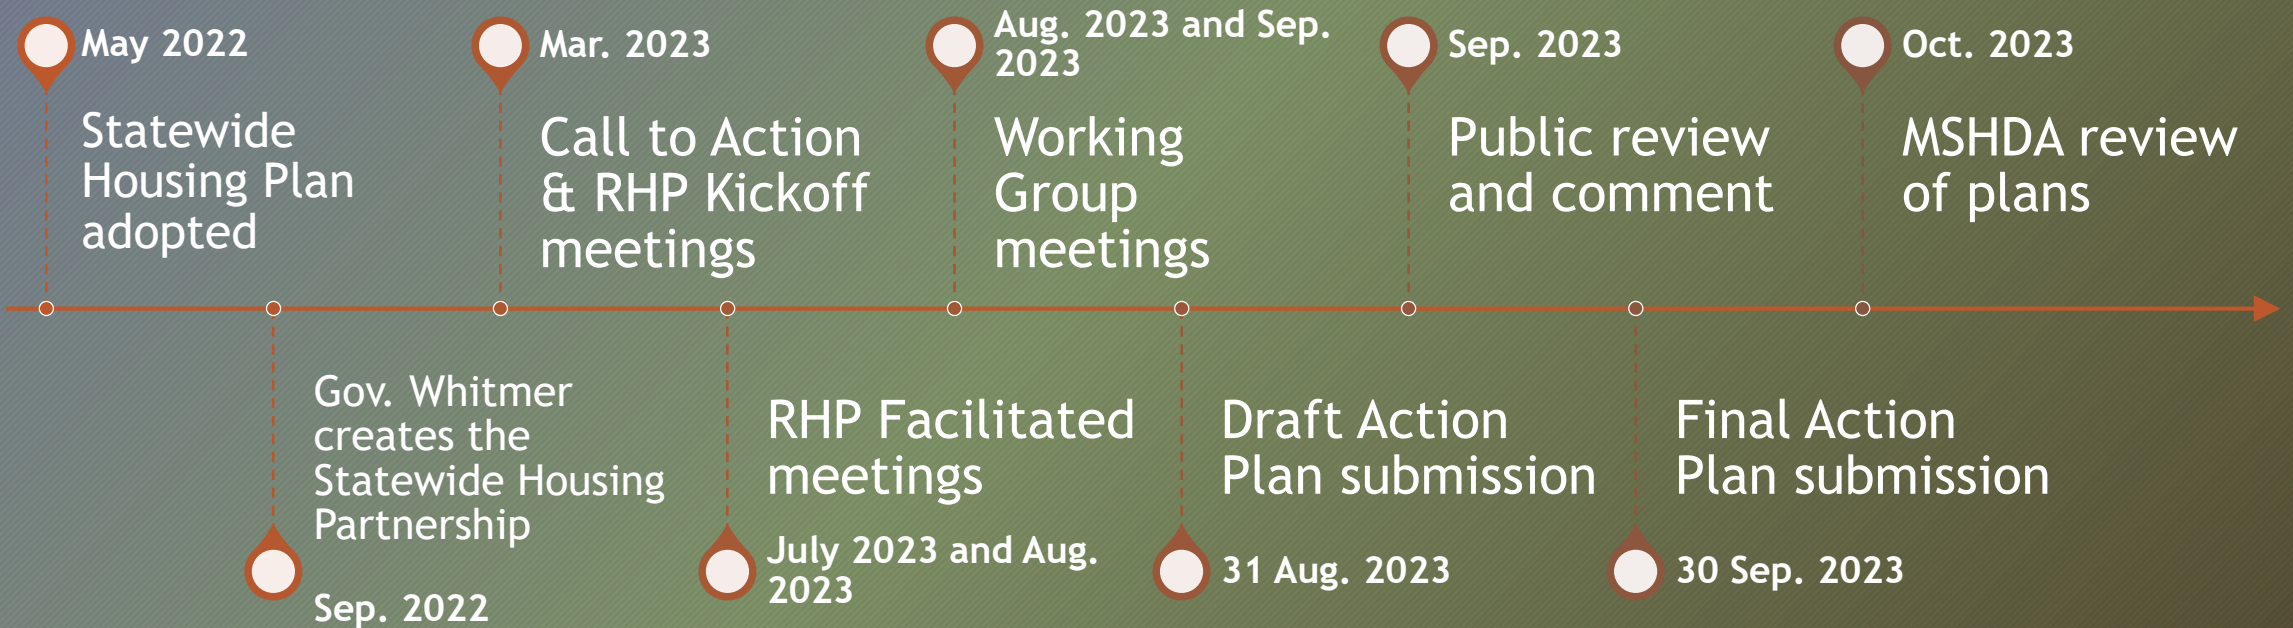 May 2022
Statewide
Housing Plan
adopted
Gov. Whitmer
creates the
Statewide Housing
Partnership
Sep. 2022
Mar. 2023
Call to Action
& RHP Kickoff
meetings
RHP Facilitated
meetings
July 2023 and Aug.
2023
Aug. 2023 and Sep.
2023
Working
Group
meetings
Draft Action
Plan submission
31 Aug. 2023
Sep. 2023
Public review
and comment
Final Action
Plan submission
30 Sep. 2023
Oct. 2023
MSHDA review
of plans